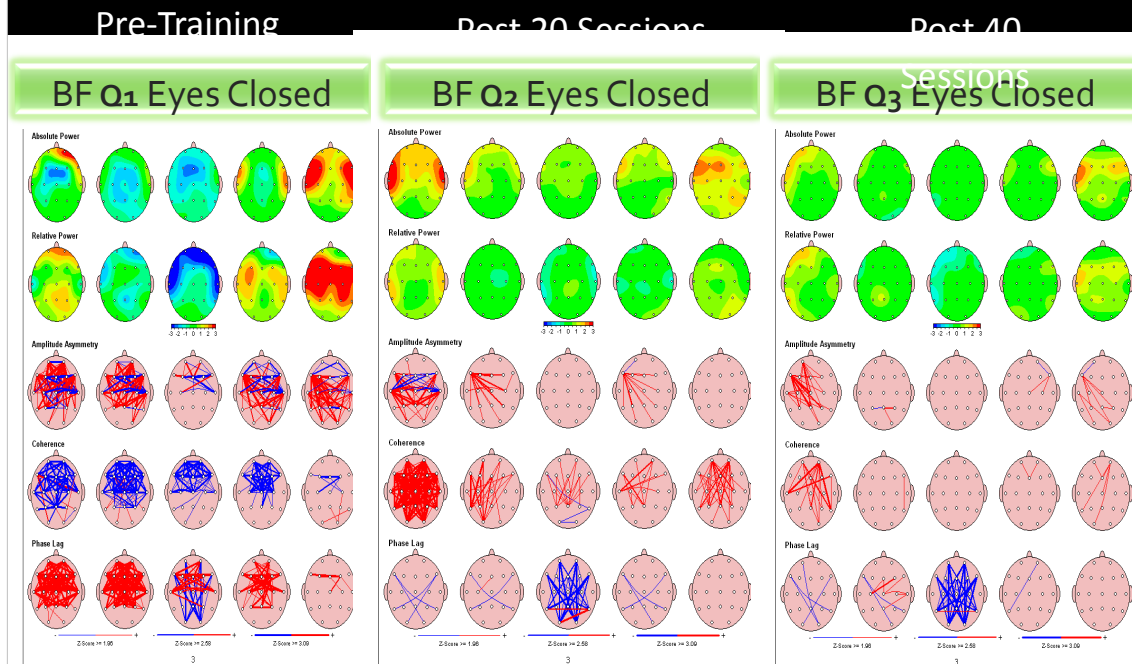 Pre-Training
Post 20 Sessions
Post 40
Sessions
BF Q1 Eyes Closed
BF Q2 Eyes Closed
BF Q3 Eyes Closed
Absolute Power
Relative Power
-3 -2 -1 0 1 2 3
Amplitude Asymmetry
Coherence
Phase Lag
- +
- +
- +
Z-Score >= 1.96
Z-Score >= 2.58
Z-Score >= 3.09
3
Absolute Power
Relative Power
-3 -2 -1 0 1 2 3
Amplitude Asymmetry
Coherence
Phase Lag
- +
- +
- +
Z-Score >= 1.96
Z-Score >= 2.58
Z-Score >= 3.09
3
Absolute Power
Relative Power
-3 -2 -1 0 1 2 3
Amplitude Asymmetry
Coherence
Phase Lag
- +
- +
- +
Z-Score >= 1.96
Z-Score >= 2.58
Z-Score >= 3.09
3